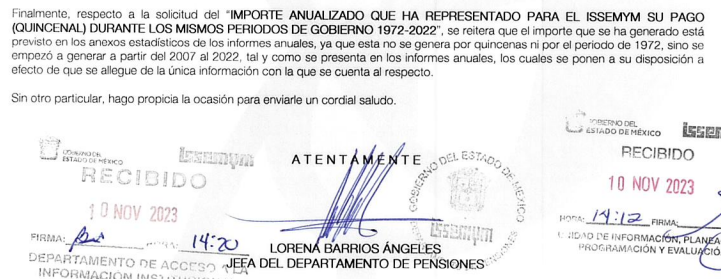 Finalmente, respecto a la solicitud del "IMPORTE ANUALIZADO QUE HA REPRESENTADO PARA EL ISSEMYM SU PAGO
(QUINCENAL) DURANTE LOS MISMOS PERIODOS DE GOBIERNO 1972-2022", se reitera que el importe que se ha generado está
previsto en los anexos estadísticos de los informes anuales, ya que esta no se genera por quincenas ni por el periodo de 1972, sino se
empezó a generar a partir del 2007 al 2022, tal y como se presenta en los informes anuales, los cuales se ponen a su disposición a
efecto de que se allegue de la única información con la que se cuenta al respecto.
Sin otro particular, hago propicia la ocasión para enviarle un cordial saludo.
GOBIERNO DEL
ESTADO DE MÉXICO
issemym
RECIBIDO
10 NOV 2023
FIRMA:
14:20
DEPARTAMENTO DE ACCESO A LA
INFORMACIÓN
ATENTAMENTE
GOBIERNO DEL ESTADO DE MÉXICO
issemym
PENSIONES
LORENA BARRIOS ÁNGELES
JEFA DEL DEPARTAMENTO DE PENSIONES
GOBIERNO DEL
ESTADO DE MÉXICO
RECIBIDO
10 NOV 2023
HORA: 14:12 FIRMA:
UNIDAD DE INFORMACIÓN, PLANEA
PROGRAMACIÓN Y EVALUACIÓ